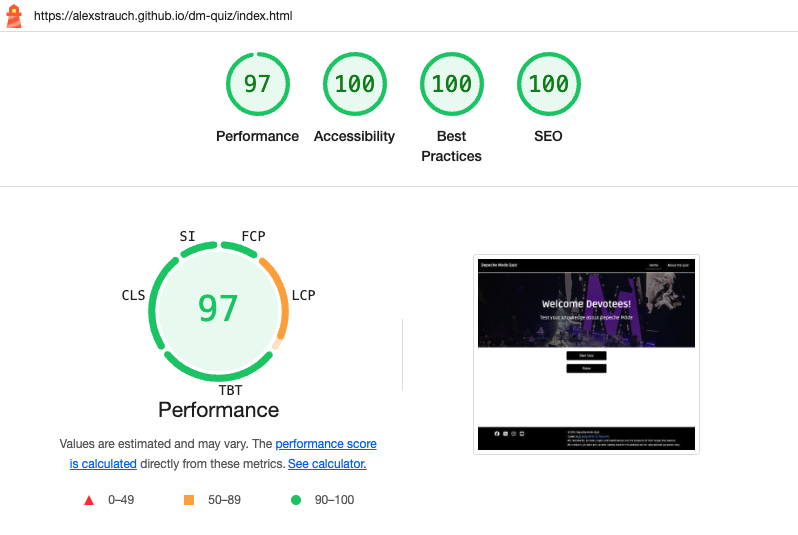 https://alexstrauch.github.io/dm-quiz/index.html
97
100
100
100
Performance
Accessibility
Best
Practices
SEO
SI
FCP
CLS
LCP
97
TBT
Performance
Values are estimated and may vary. The performance score
is calculated directly from these metrics. See calculator.
0–49
50–89
90–100
Depeche Mode Quiz
Home
About the quiz
Welcome Devotees!
Test your knowledge about Depeche Mode
Start Quiz
Rules